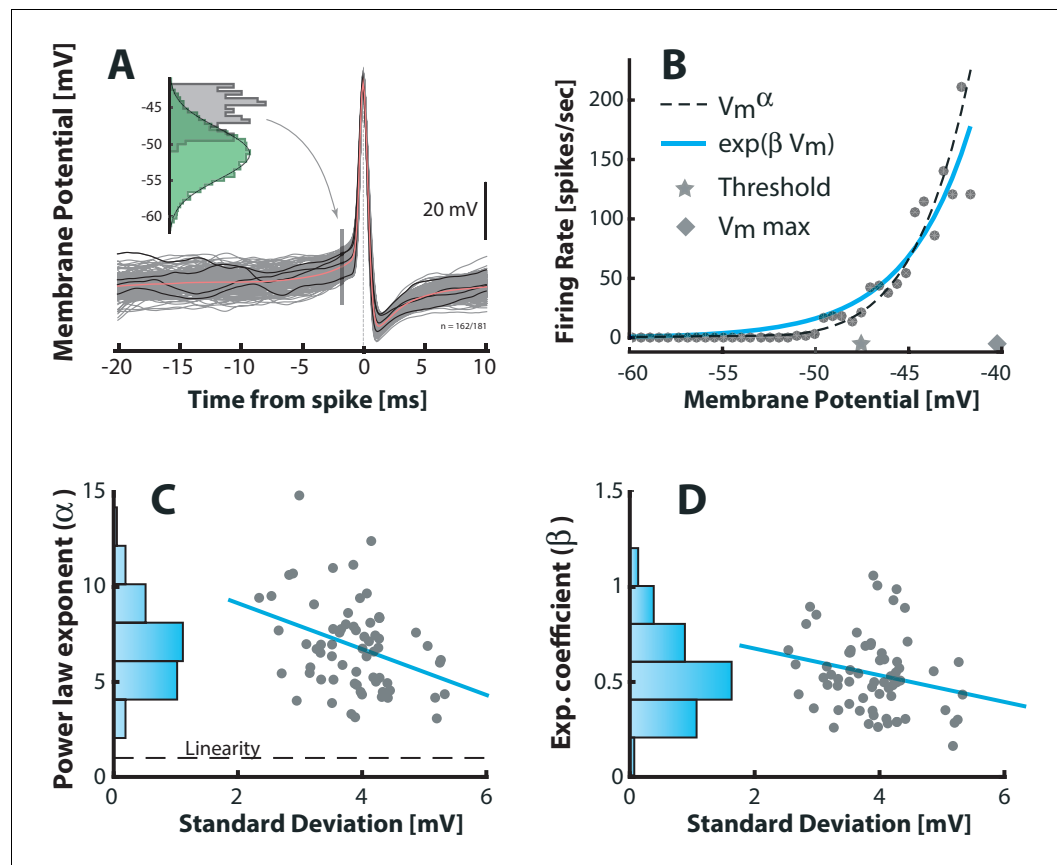 A
Membrane Potential [mV]
-45
-50
-55
-60
20 mV
n = 162/181
-20
-15
-10
-5
0
5
10
Time from spike [ms]
B
Firing Rate [spikes/sec]
200
150
100
50
0
Vm^α
exp(β Vm)
Threshold
Vm max
-60
-55
-50
-45
-40
Membrane Potential [mV]
C
Power law exponent (α)
15
10
5
0
Linearity
0
2
4
6
Standard Deviation [mV]
D
Exp. coefficient (β)
1.5
1
0.5
0
0
2
4
6
Standard Deviation [mV]